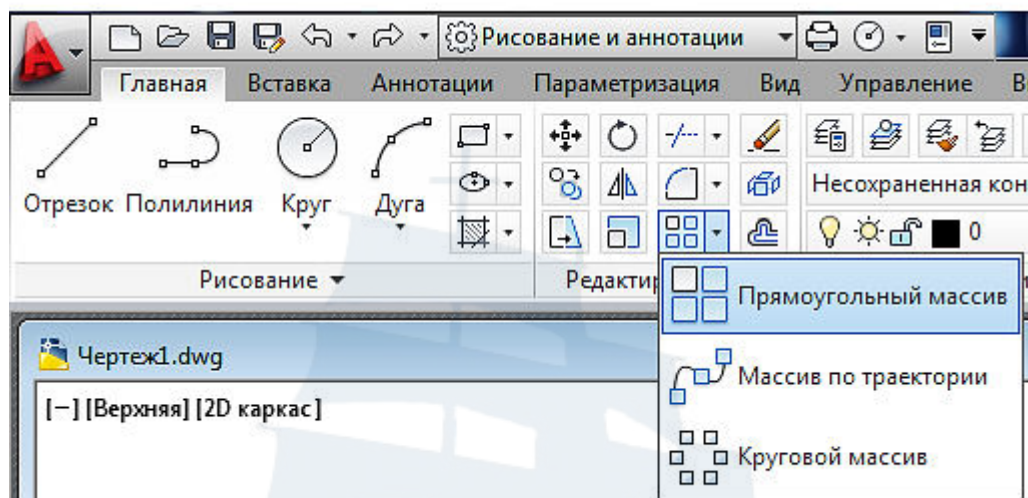 Рисование и аннотации
Главная Вставка Аннотации Параметризация Вид Управление
Отрезок Полилиния Круг Дуга
Несохраненная кон
0
Рисование
Редактир
Прямоугольный массив
Чертеж1.dwg
Массив по траектории
[−] [Верхняя] [2D каркас]
Круговой массив